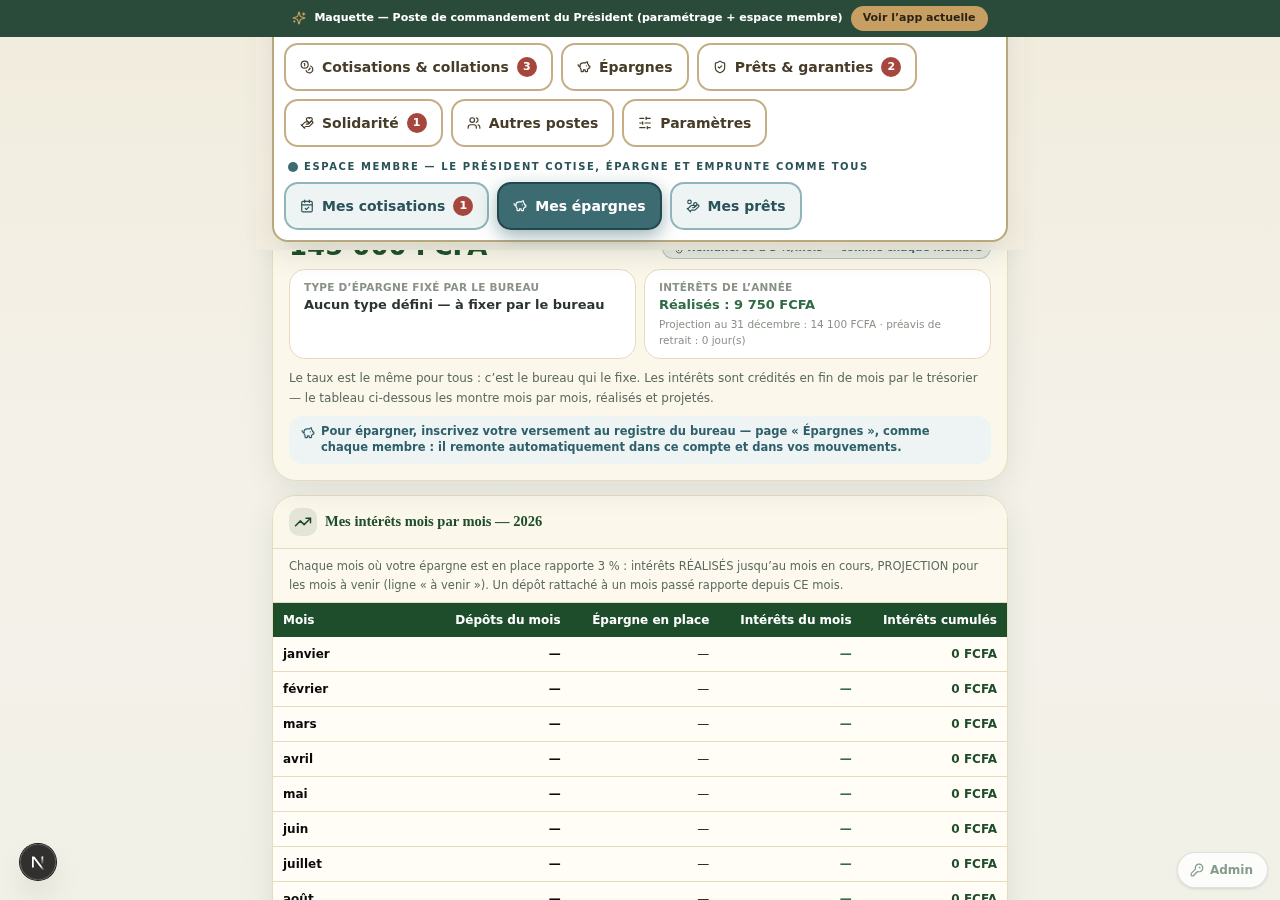 Maquette — Poste de commandement du Président (paramétrage + espace membre) Voir l’app actuelle
Cotisations & collations 3 Épargnes Prêts & garanties 2
Solidarité 1 Autres postes Paramètres
ESPACE MEMBRE — LE PRÉSIDENT COTISE, ÉPARGNE ET EMPRUNTE COMME TOUS
Mes cotisations 1 Mes épargnes Mes prêts
TYPE D’ÉPARGNE FIXÉ PAR LE BUREAU
Aucun type défini — à fixer par le bureau
INTÉRÊTS DE L’ANNÉE
Réalisés : 9 750 FCFA
Projection au 31 décembre : 14 100 FCFA · préavis de
retrait : 0 jour(s)
Le taux est le même pour tous : c’est le bureau qui le fixe. Les intérêts sont crédités en fin de mois par le trésorier
— le tableau ci-dessous les montre mois par mois, réalisés et projetés.
Pour épargner, inscrivez votre versement au registre du bureau — page « Épargnes », comme
chaque membre : il remonte automatiquement dans ce compte et dans vos mouvements.
Mes intérêts mois par mois — 2026
Chaque mois où votre épargne est en place rapporte 3 % : intérêts RÉALISÉS jusqu’au mois en cours, PROJECTION pour
les mois à venir (ligne « à venir »). Un dépôt rattaché à un mois passé rapporte depuis CE mois.
Mois Dépôts du mois Épargne en place Intérêts du mois Intérêts cumulés
janvier — — — 0 FCFA
février — — — 0 FCFA
mars — — — 0 FCFA
avril — — — 0 FCFA
mai — — — 0 FCFA
juin — — — 0 FCFA
juillet — — — 0 FCFA
août — — — 0 FCFA
N
Admin